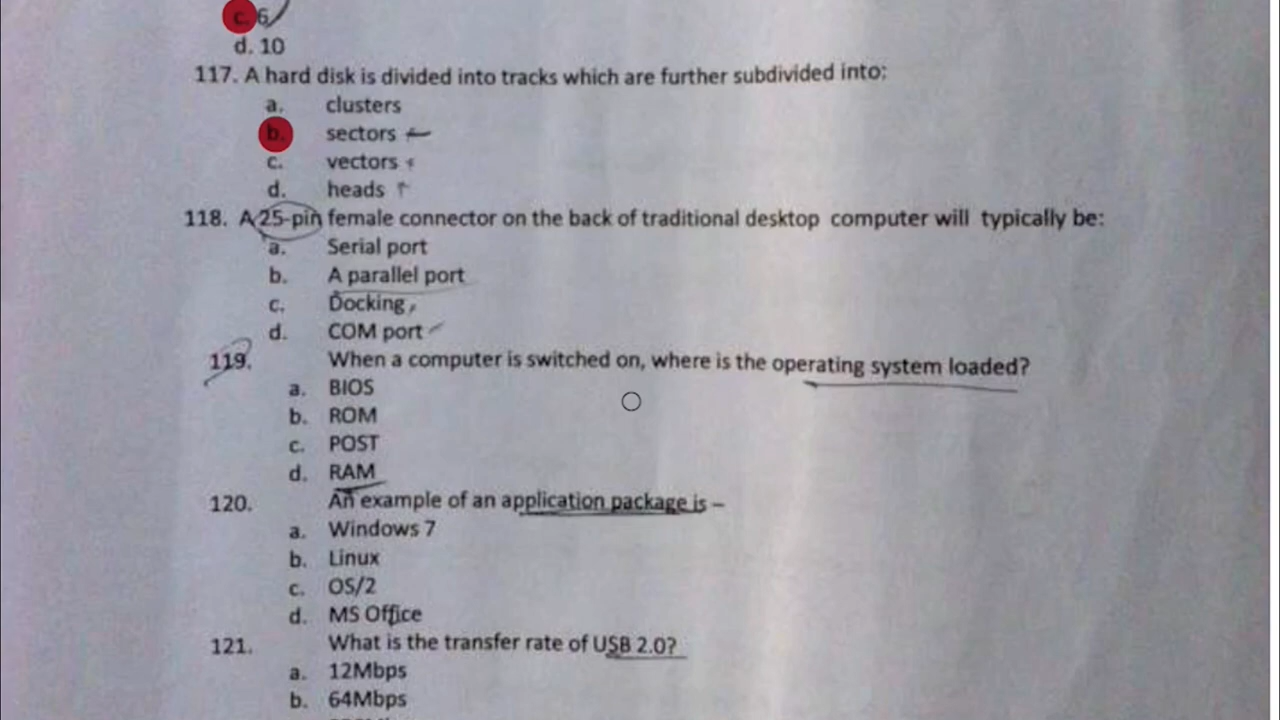 c. 6
d. 10
117. A hard disk is divided into tracks which are further subdivided into:
a. clusters
b. sectors
c. vectors
d. heads
118. A 25-pin female connector on the back of traditional desktop computer will typically be:
a. Serial port
b. A parallel port
c. Docking
d. COM port
119. When a computer is switched on, where is the operating system loaded?
a. BIOS
b. ROM
c. POST
d. RAM
120. An example of an application package is –
a. Windows 7
b. Linux
c. OS/2
d. MS Office
121. What is the transfer rate of USB 2.0?
a. 12Mbps
b. 64Mbps